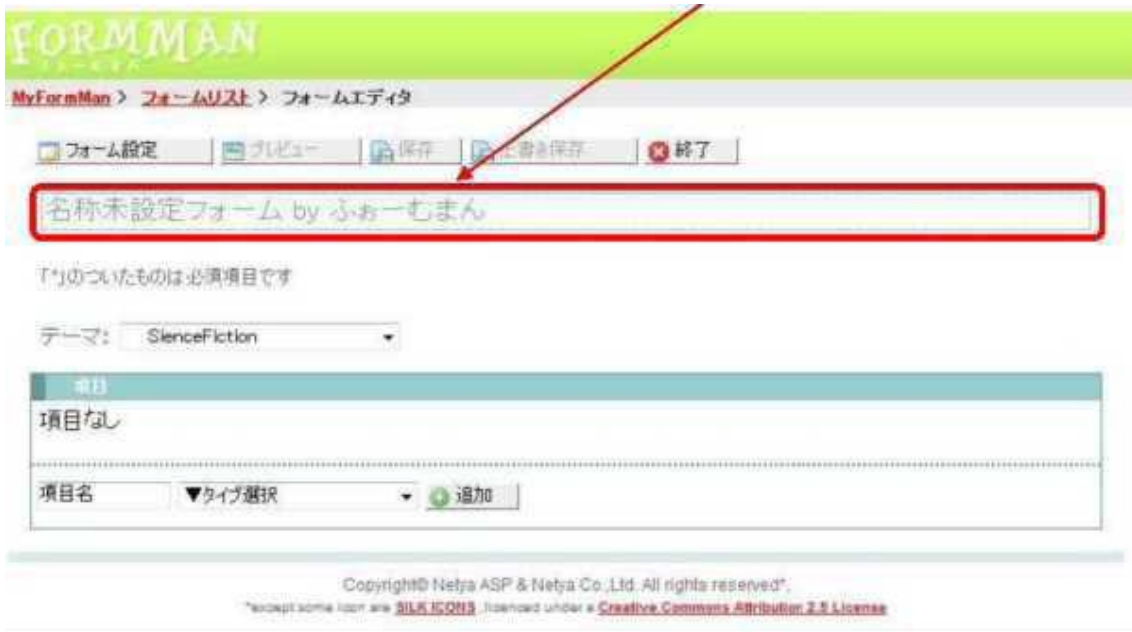 FORMMAN
MyFormMan > フォームリスト > フォームエディタ
フォーム設定 プレビュー 保存 上書き保存 終了
名称未設定フォーム by ふぉーむまん
「*」のついたものは必須項目です
テーマ: SienceFiction
項目
項目なし
項目名 ▼タイプ選択 追加
Copyright© Netya ASP & Netya Co.,Ltd. All rights reserved*.
*except some icon are SILK ICONS , licenced under a Creative Commons Attribution 2.5 License